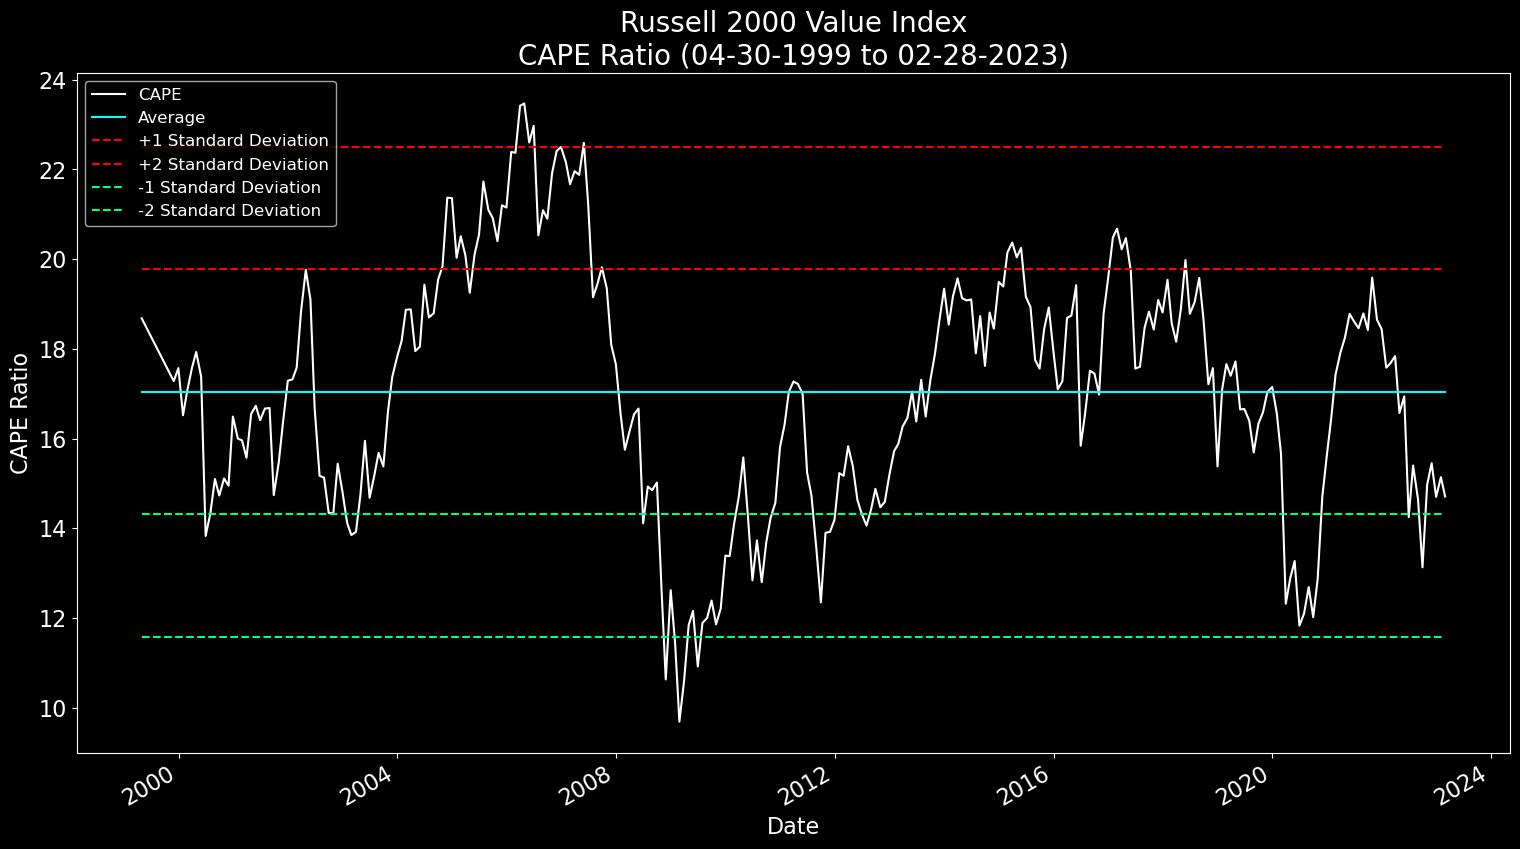 Russell 2000 Value Index
CAPE Ratio (04-30-1999 to 02-28-2023)
CAPE
Average
+1 Standard Deviation
+2 Standard Deviation
-1 Standard Deviation
-2 Standard Deviation
24
22
20
18
16
14
12
10
CAPE Ratio
2000
2004
2008
2012
2016
2020
2024
Date